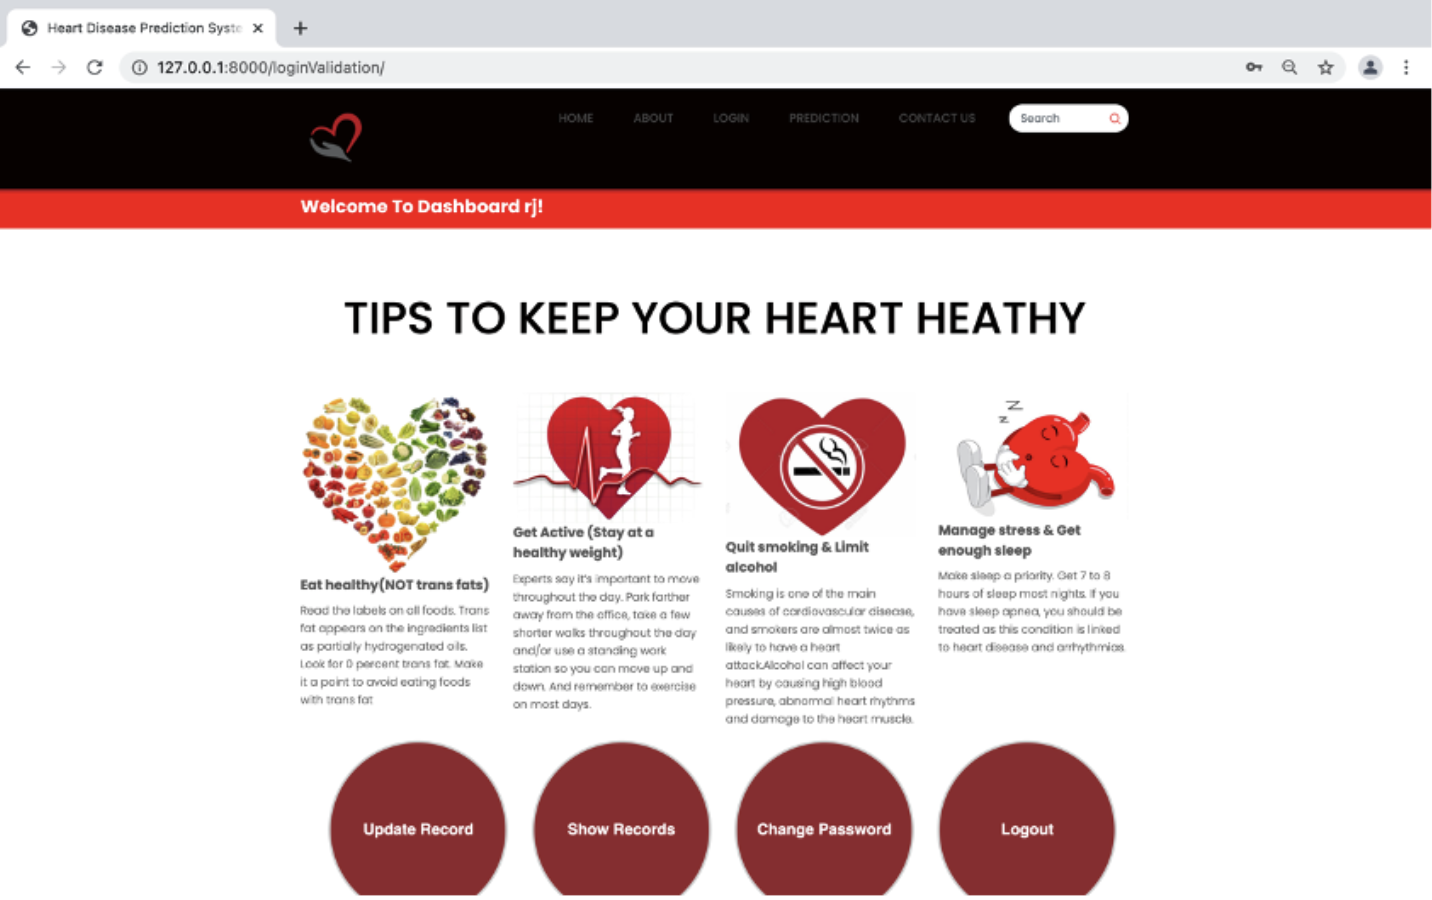 Heart Disease Prediction Syste
127.0.0.1:8000/loginValidation/
HOME ABOUT LOGIN PREDICTION CONTACT US Search
Welcome To Dashboard rj!
TIPS TO KEEP YOUR HEART HEATHY
Eat healthy(NOT trans fats)
Read the labels on all foods. Trans
fat appears on the ingredients list
as partially hydrogenated oils.
Look for 0 percent trans fat. Make
it a point to avoid eating foods
with trans fat
Get Active (Stay at a
healthy weight)
Experts say it's important to move
throughout the day. Park farther
away from the office, take a few
shorter walks throughout the day
and/or use a standing work
station so you can move up and
down. And remember to exercise
on most days.
Quit smoking & Limit
alcohol
Smoking is one of the main
causes of cardiovascular disease,
and smokers are almost twice as
likely to have a heart
attack.Alcohol can affect your
heart by causing high blood
pressure, abnormal heart rhythms
and damage to the heart muscle.
Z Z
Manage stress & Get
enough sleep
Make sleep a priority. Get 7 to 8
hours of sleep most nights. If you
have sleep apnea, you should be
treated as this condition is linked
to heart disease and arrhythmias.
Update Record
Show Records
Change Password
Logout